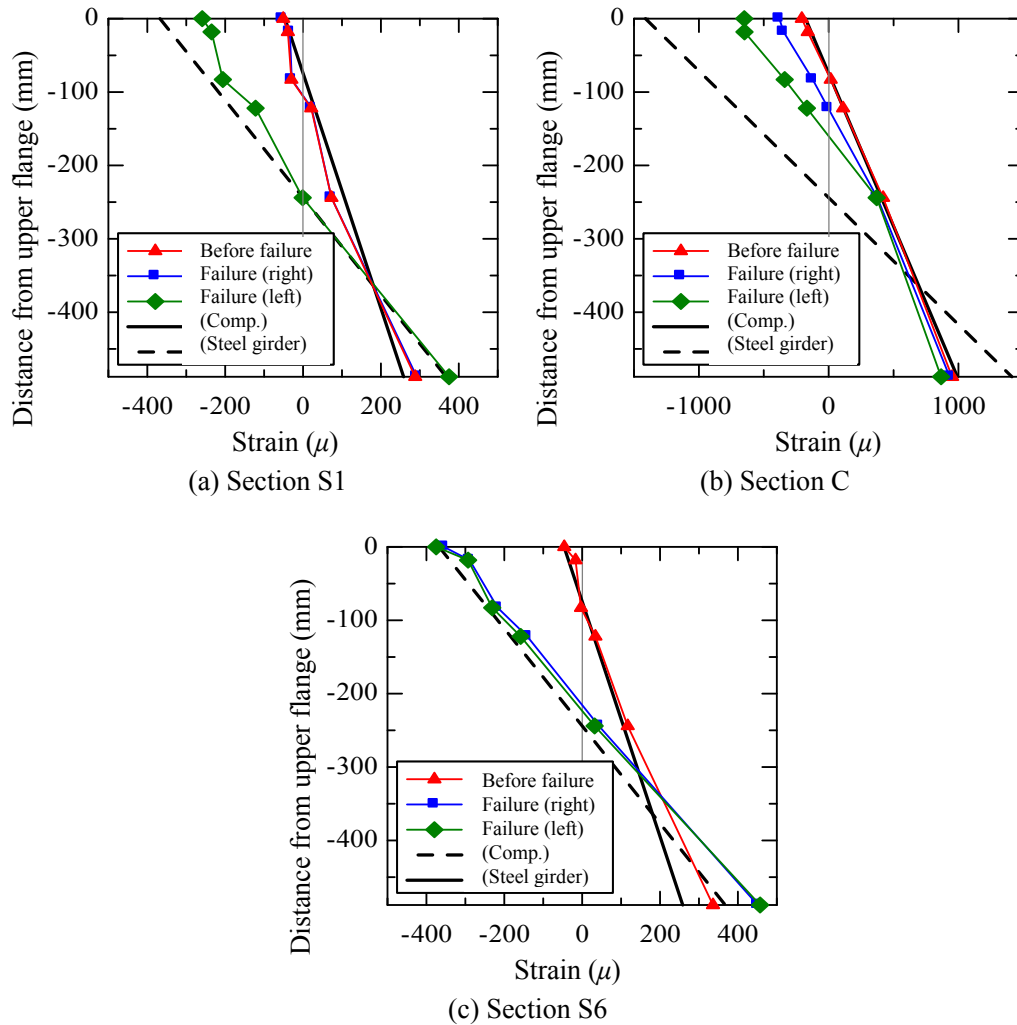 0
-100
-200
-300
-400
Distance from upper flange (mm)
Before failure
Failure (right)
Failure (left)
(Comp.)
(Steel girder)
-400 -200 0 200 400
Strain (μ)
(a) Section S1
0
-100
-200
-300
-400
Distance from upper flange (mm)
Before failure
Failure (right)
Failure (left)
(Comp.)
(Steel girder)
-1000 0 1000
Strain (μ)
(b) Section C
0
-100
-200
-300
-400
Distance from upper flange (mm)
Before failure
Failure (right)
Failure (left)
(Comp.)
(Steel girder)
-400 -200 0 200 400
Strain (μ)
(c) Section S6